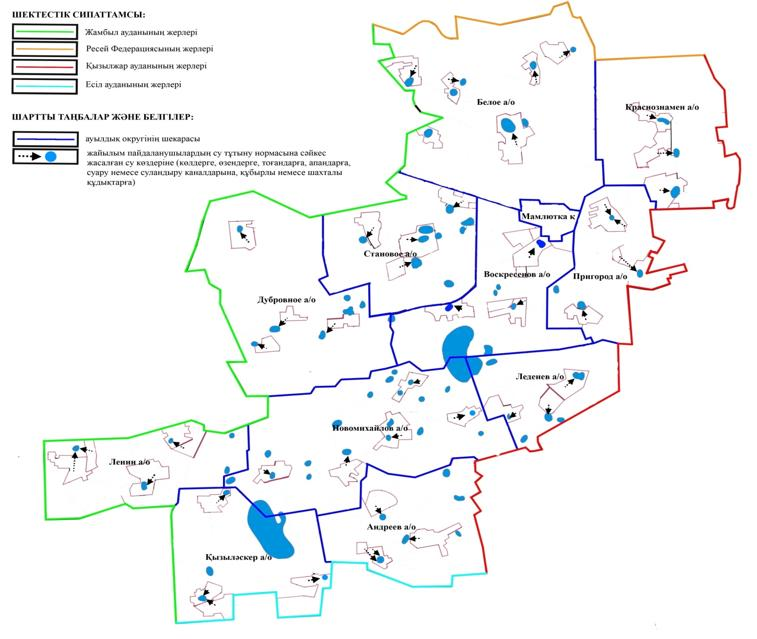 ШЕКТЕСТІК СИПАТТАМСЫ:
Жамбыл ауданының жерлері
Ресей Федерациясының жерлері
Қызылжар ауданының жерлері
Есіл ауданының жерлері
ШАРТТЫ ТАҢБАЛАР ЖӘНЕ БЕЛГІЛЕР:
ауылдық округінің шекарасы
жайылым пайдаланушылардың су тұтыну нормасына сәйкес
жасалған су көздеріне (көлдерге, өзендерге, тоғандарға, апандарға,
суару немесе суландыру каналдарына, құбырлы немесе шахталы
құдықтарға)
Белое а/о
Краснознамен а/о
Мамлютка к
Становое а/о
Воскресенов а/о
Пригород а/о
Дубровное а/о
Леденев а/о
Новомихайлов а/о
Ленин а/о
Андреев а/о
Қызыләскер а/о